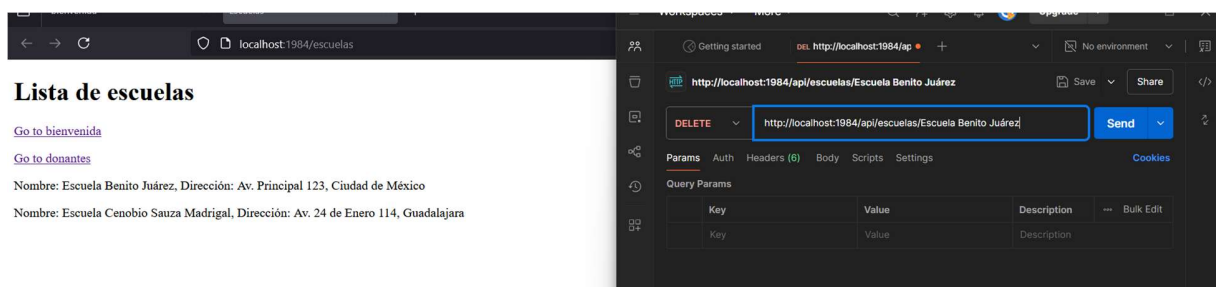 localhost:1984/escuelas
Lista de escuelas
Go to bienvenida
Go to donantes
Nombre: Escuela Benito Juárez, Dirección: Av. Principal 123, Ciudad de México
Nombre: Escuela Cenobio Sauza Madrigal, Dirección: Av. 24 de Enero 114, Guadalajara
Workspaces More Upgrade
Getting started DEL http://localhost:1984/ap + No environment
HTTP http://localhost:1984/api/escuelas/Escuela Benito Juárez Save Share
DELETE http://localhost:1984/api/escuelas/Escuela Benito Juárez Send
Params Auth Headers (6) Body Scripts Settings Cookies
Query Params
Key Value Description Bulk Edit
Key Value Description